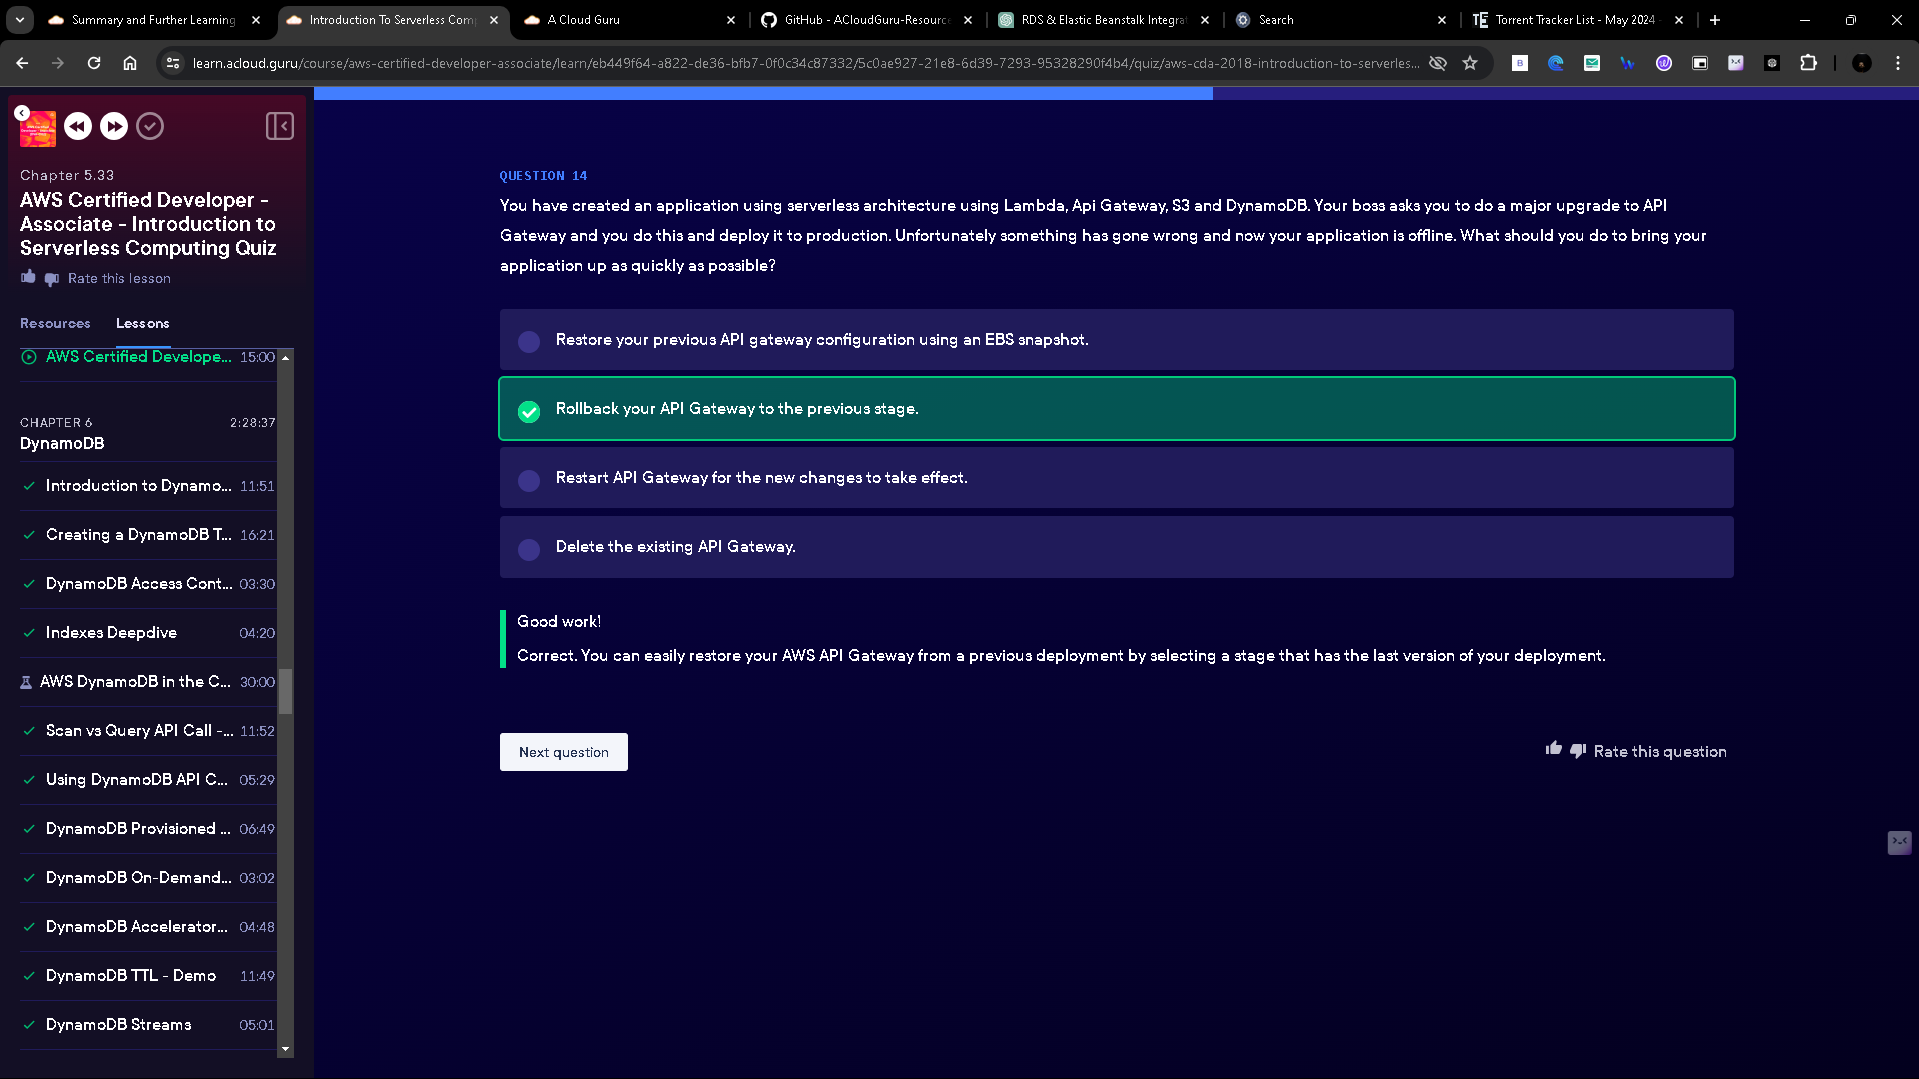 Summary and Further Learning
Introduction To Serverless Com
A Cloud Guru
GitHub - ACloudGuru-Resource
RDS & Elastic Beanstalk Integrat
Search
Torrent Tracker List - May 2024 -
learn.acloud.guru/course/aws-certified-developer-associate/learn/eb449f64-a822-de36-bfb7-0f0c34c87332/5c0ae927-21e8-6d39-7293-95328290f4b4/quiz/aws-cda-2018-introduction-to-serverles...
Chapter 5.33
AWS Certified Developer -
Associate - Introduction to
Serverless Computing Quiz
Rate this lesson
Resources Lessons
AWS Certified Develope... 15:00
CHAPTER 6 2:28:37
DynamoDB
Introduction to Dynamo... 11:51
Creating a DynamoDB T... 16:21
DynamoDB Access Cont... 03:30
Indexes Deepdive 04:20
AWS DynamoDB in the C... 30:00
Scan vs Query API Call -... 11:52
Using DynamoDB API C... 05:29
DynamoDB Provisioned ... 06:49
DynamoDB On-Demand... 03:02
DynamoDB Accelerator... 04:48
DynamoDB TTL - Demo 11:49
DynamoDB Streams 05:01
QUESTION 14
You have created an application using serverless architecture using Lambda, Api Gateway, S3 and DynamoDB. Your boss asks you to do a major upgrade to API
Gateway and you do this and deploy it to production. Unfortunately something has gone wrong and now your application is offline. What should you do to bring your
application up as quickly as possible?
Restore your previous API gateway configuration using an EBS snapshot.
Rollback your API Gateway to the previous stage.
Restart API Gateway for the new changes to take effect.
Delete the existing API Gateway.
Good work!
Correct. You can easily restore your AWS API Gateway from a previous deployment by selecting a stage that has the last version of your deployment.
Next question
Rate this question